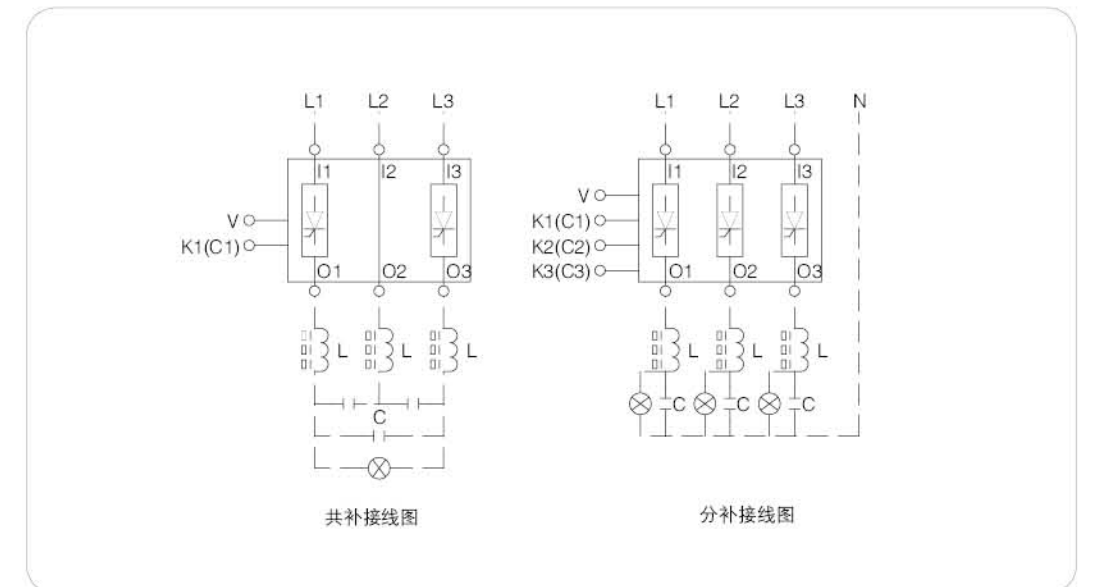 L1 L2 L3
I1 I2 I3
V
K1(C1)
O1 O2 O3
L L L
C
共补接线图
L1 L2 L3 N
I1 I2 I3
V
K1(C1)
K2(C2)
K3(C3)
O1 O2 O3
L L L
C C C
分补接线图